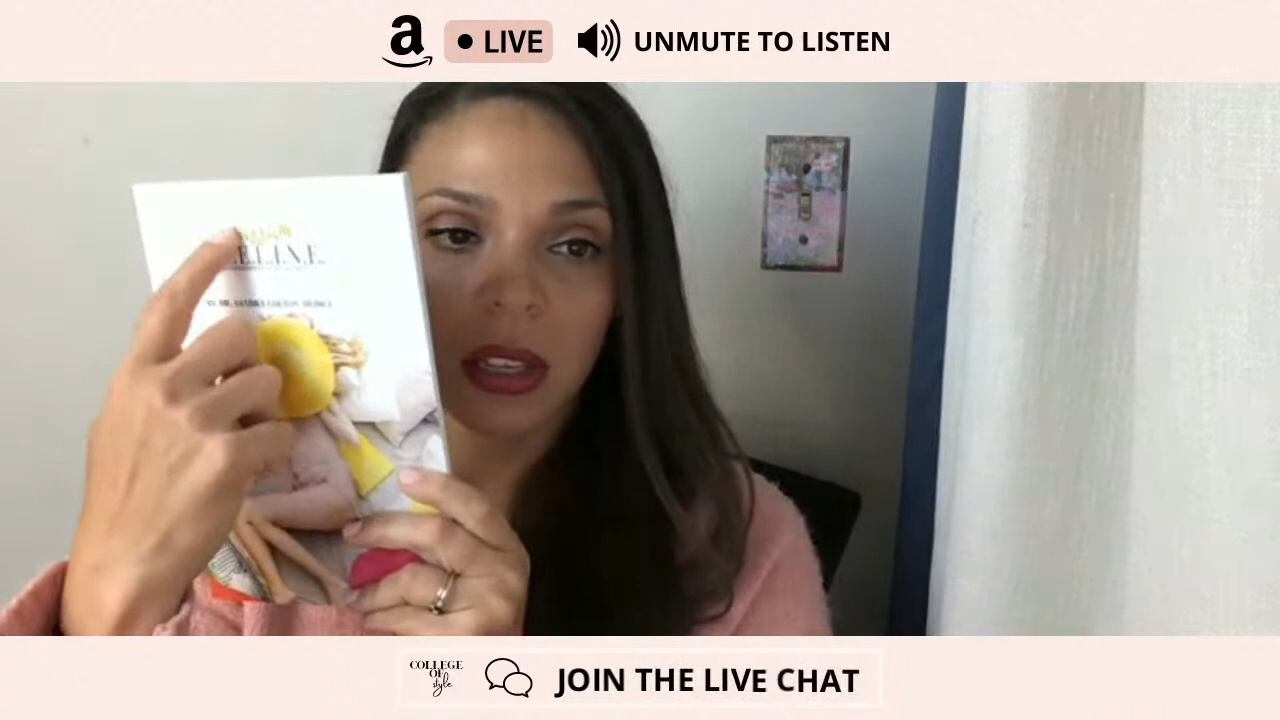 a
LIVE
UNMUTE TO LISTEN
COLLEGE
OF
style
JOIN THE LIVE CHAT